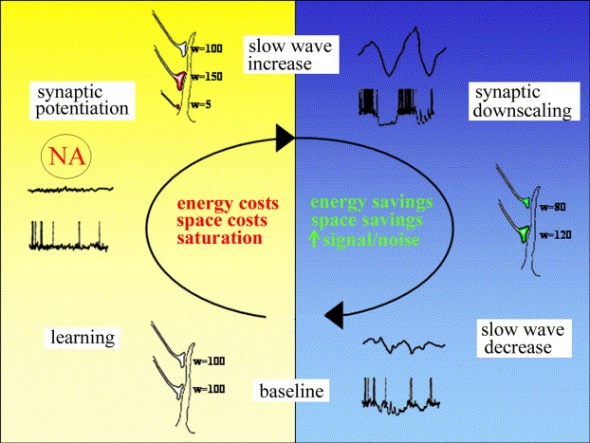 w=100
w=150
w=5
slow wave
increase
synaptic
potentiation
synaptic
downscaling
NA
energy costs
space costs
saturation
energy savings
space savings
↑ signal/noise
w=80
w=120
learning
w=100
w=100
baseline
slow wave
decrease